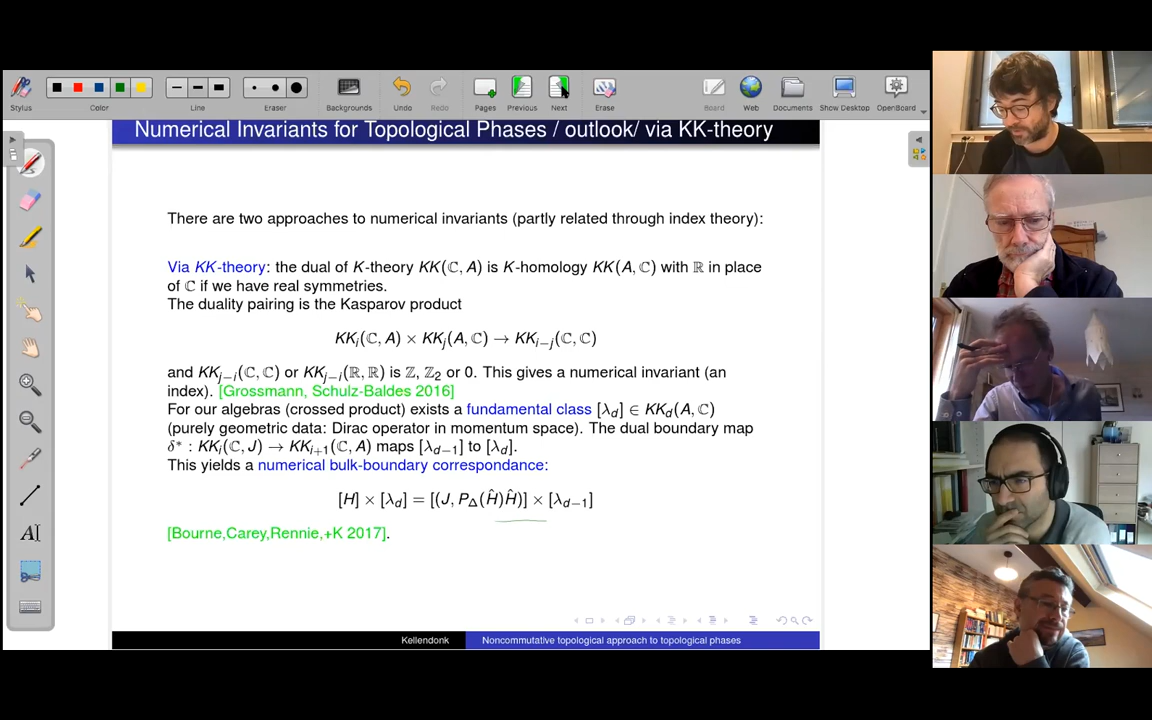 Stylus Color Line Eraser Backgrounds Undo Redo Pages Previous Next Erase Board Web Documents Show Desktop OpenBoard
Numerical Invariants for Topological Phases / outlook/ via KK-theory
There are two approaches to numerical invariants (partly related through index theory):
Via KK-theory: the dual of K-theory KK(ℂ, A) is K-homology KK(A, ℂ) with ℝ in place
of ℂ if we have real symmetries.
The duality pairing is the Kasparov product
KK_i(ℂ, A) × KK_j(A, ℂ) → KK_{i−j}(ℂ, ℂ)
and KK_{j−i}(ℂ, ℂ) or KK_{j−i}(ℝ, ℝ) is ℤ, ℤ_2 or 0. This gives a numerical invariant (an
index). [Grossmann, Schulz-Baldes 2016]
For our algebras (crossed product) exists a fundamental class [λ_d] ∈ KK_d(A, ℂ)
(purely geometric data: Dirac operator in momentum space). The dual boundary map
δ* : KK_i(ℂ, J) → KK_{i+1}(ℂ, A) maps [λ_{d−1}] to [λ_d].
This yields a numerical bulk-boundary correspondence:
[H] × [λ_d] = [(J, P_Δ(Ĥ)Ĥ)] × [λ_{d−1}]
[Bourne,Carey,Rennie,+K 2017].
Kellendonk Noncommutative topological approach to topological phases